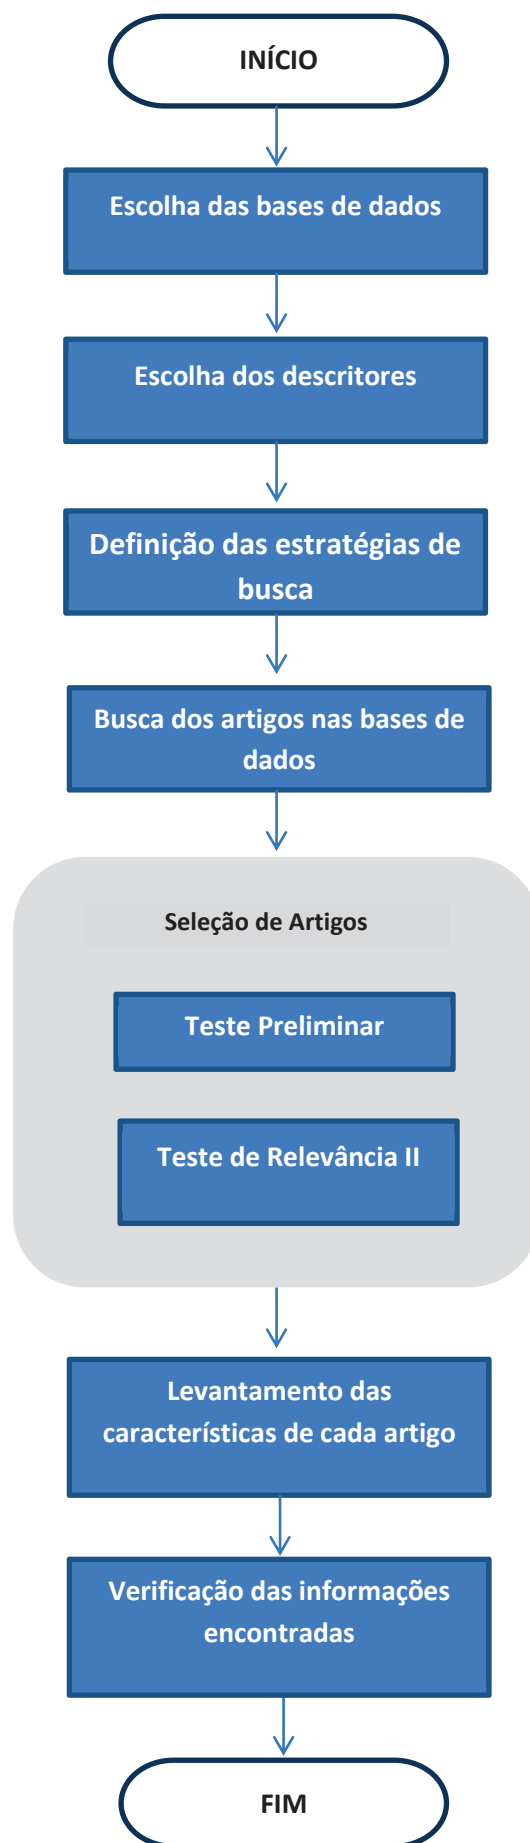 INÍCIO
Escolha das bases de dados
Escolha dos descritores
Definição das estratégias de
busca
Busca dos artigos nas bases de
dados
Seleção de Artigos
Teste Preliminar
Teste de Relevância II
Levantamento das
características de cada artigo
Verificação das informações
encontradas
FIM